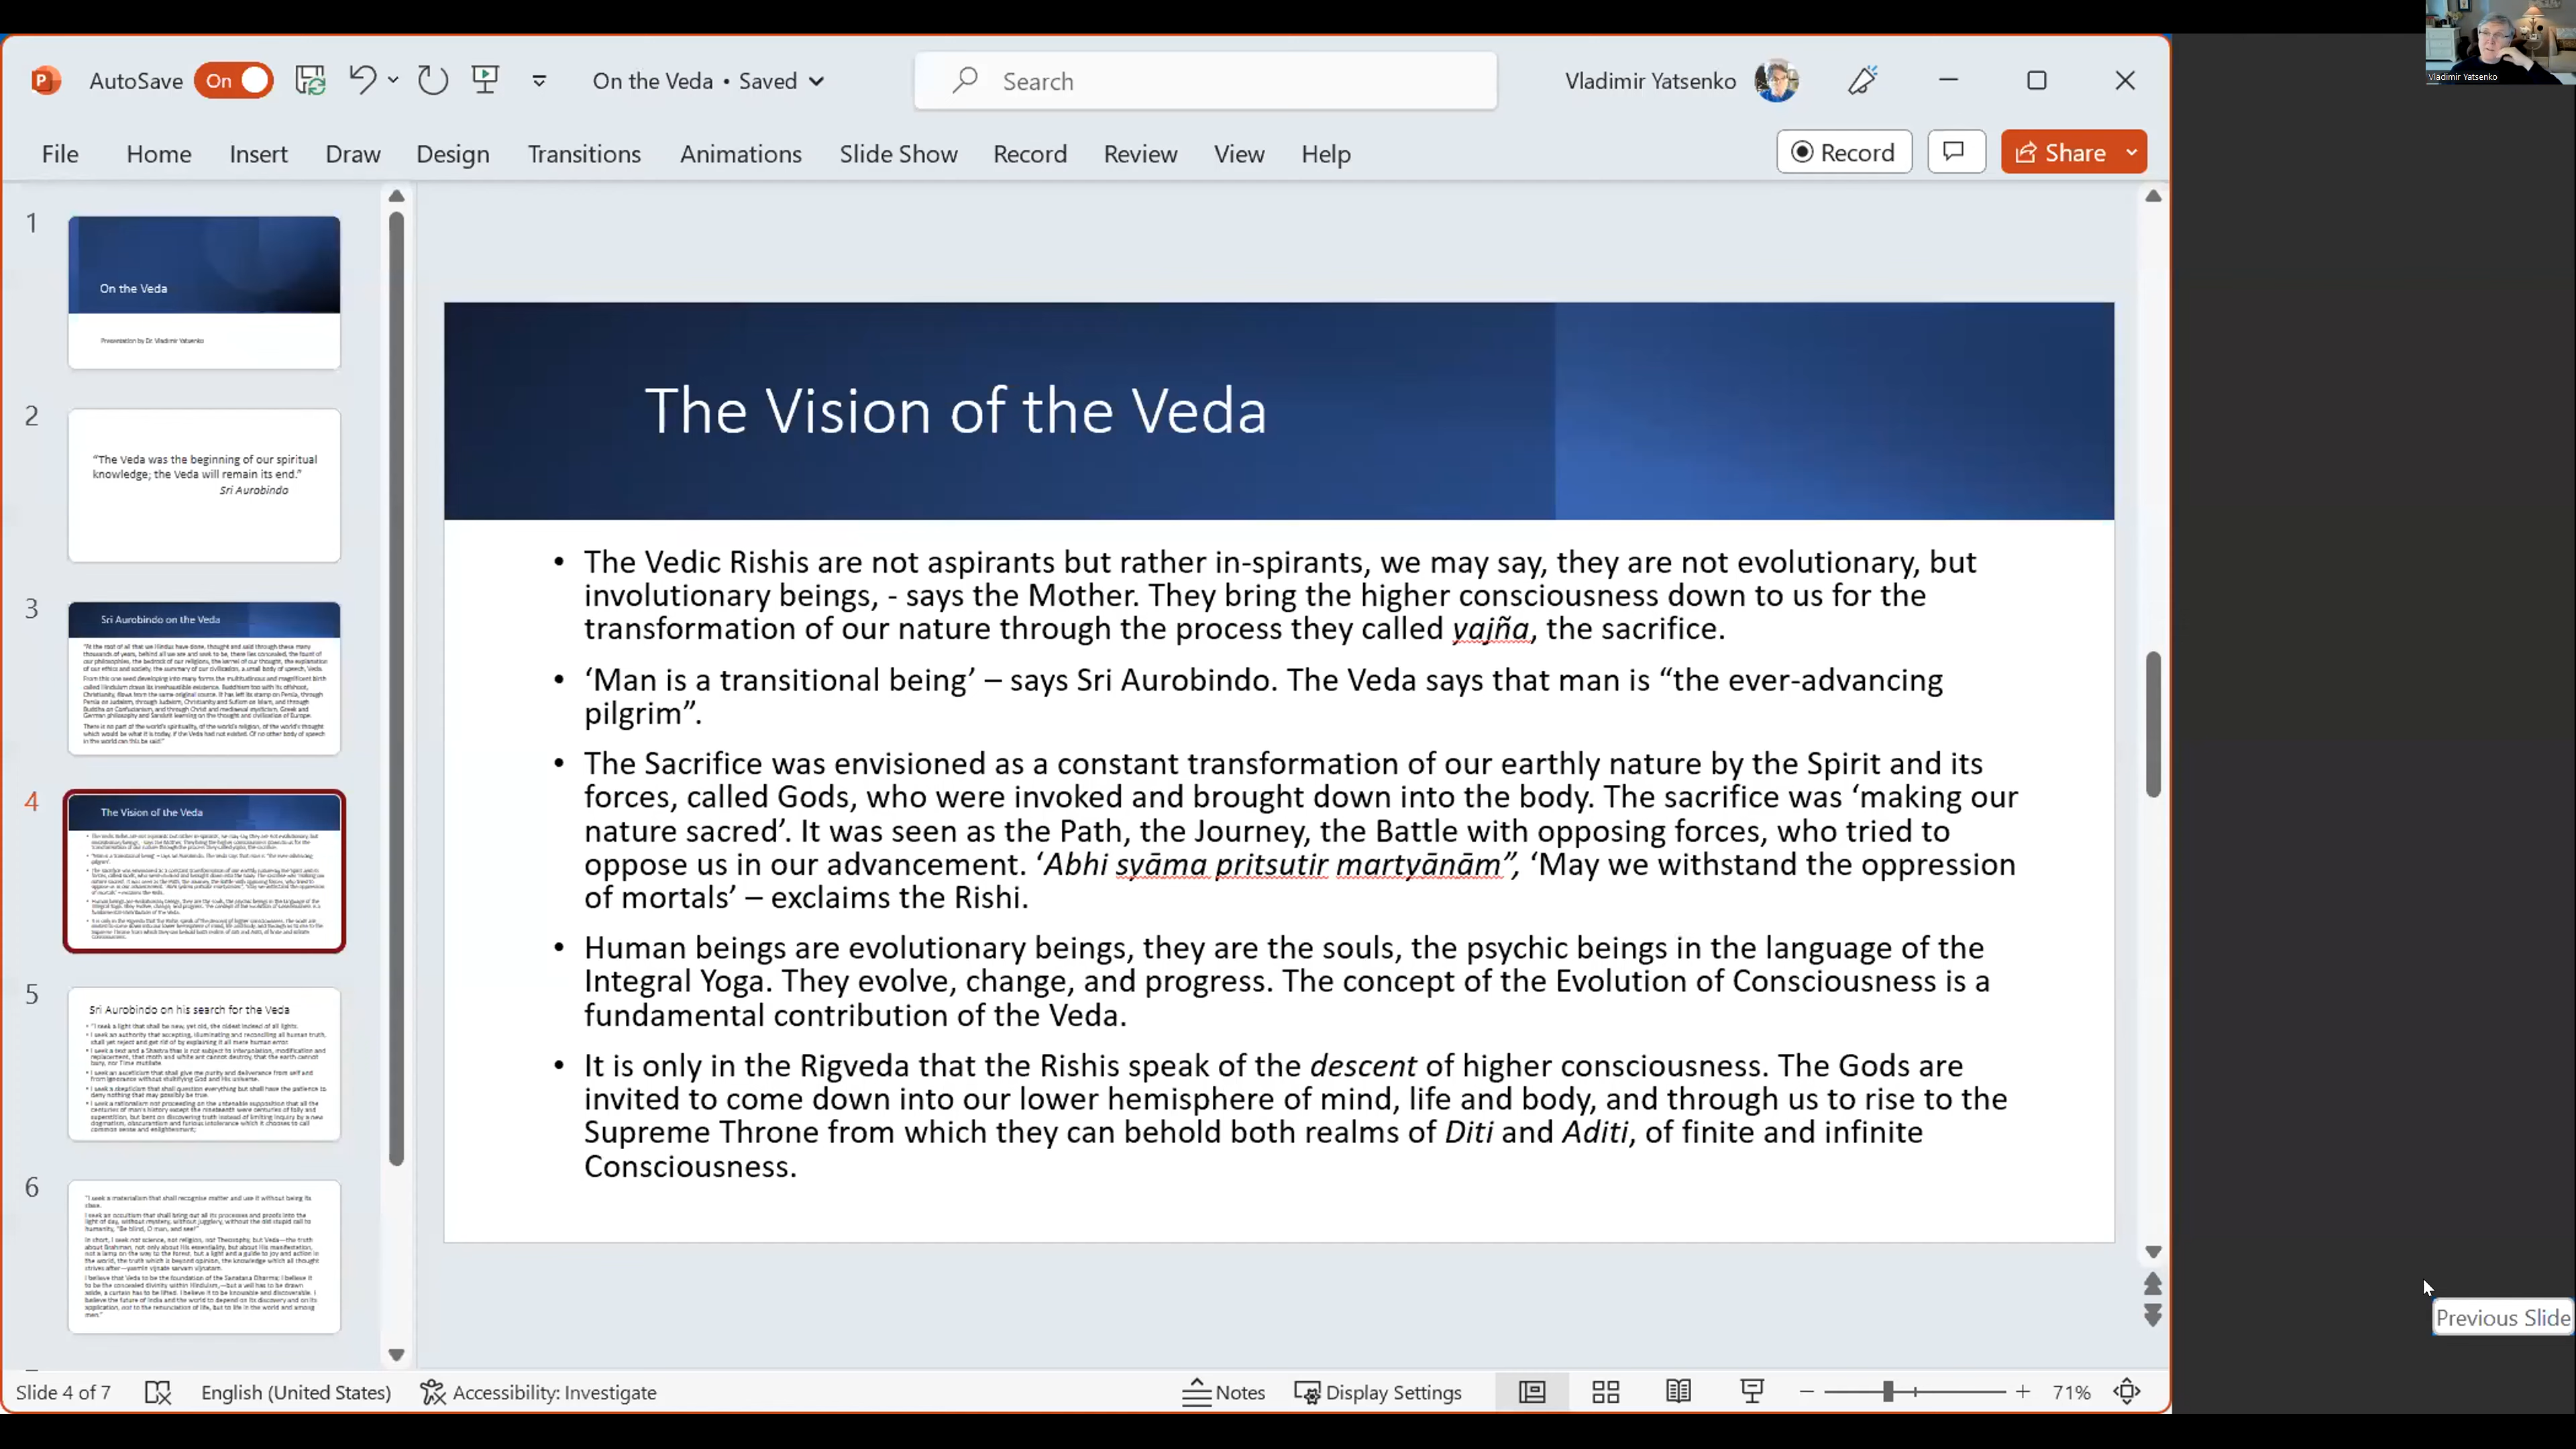 Vladimir Yatsenko
AutoSave On
On the Veda • Saved
Search
Vladimir Yatsenko
File Home Insert Draw Design Transitions Animations Slide Show Record Review View Help
Record
Share
1
On the Veda
Presentation by Dr. Vladimir Yatsenko
2
“The Veda was the beginning of our spiritual
knowledge; the Veda will remain its end.”
Sri Aurobindo
3
Sri Aurobindo on the Veda
4
The Vision of the Veda
5
Sri Aurobindo on his search for the Veda
6
The Vision of the Veda
• The Vedic Rishis are not aspirants but rather in-spirants, we may say, they are not evolutionary, but
involutionary beings, - says the Mother. They bring the higher consciousness down to us for the
transformation of our nature through the process they called yajña, the sacrifice.
• ‘Man is a transitional being’ – says Sri Aurobindo. The Veda says that man is “the ever-advancing
pilgrim”.
• The Sacrifice was envisioned as a constant transformation of our earthly nature by the Spirit and its
forces, called Gods, who were invoked and brought down into the body. The sacrifice was ‘making our
nature sacred’. It was seen as the Path, the Journey, the Battle with opposing forces, who tried to
oppose us in our advancement. ‘Abhi syāma pritsutir martyānām”, ‘May we withstand the oppression
of mortals’ – exclaims the Rishi.
• Human beings are evolutionary beings, they are the souls, the psychic beings in the language of the
Integral Yoga. They evolve, change, and progress. The concept of the Evolution of Consciousness is a
fundamental contribution of the Veda.
• It is only in the Rigveda that the Rishis speak of the descent of higher consciousness. The Gods are
invited to come down into our lower hemisphere of mind, life and body, and through us to rise to the
Supreme Throne from which they can behold both realms of Diti and Aditi, of finite and infinite
Consciousness.
Previous Slide
Slide 4 of 7
English (United States)
Accessibility: Investigate
Notes
Display Settings
71%